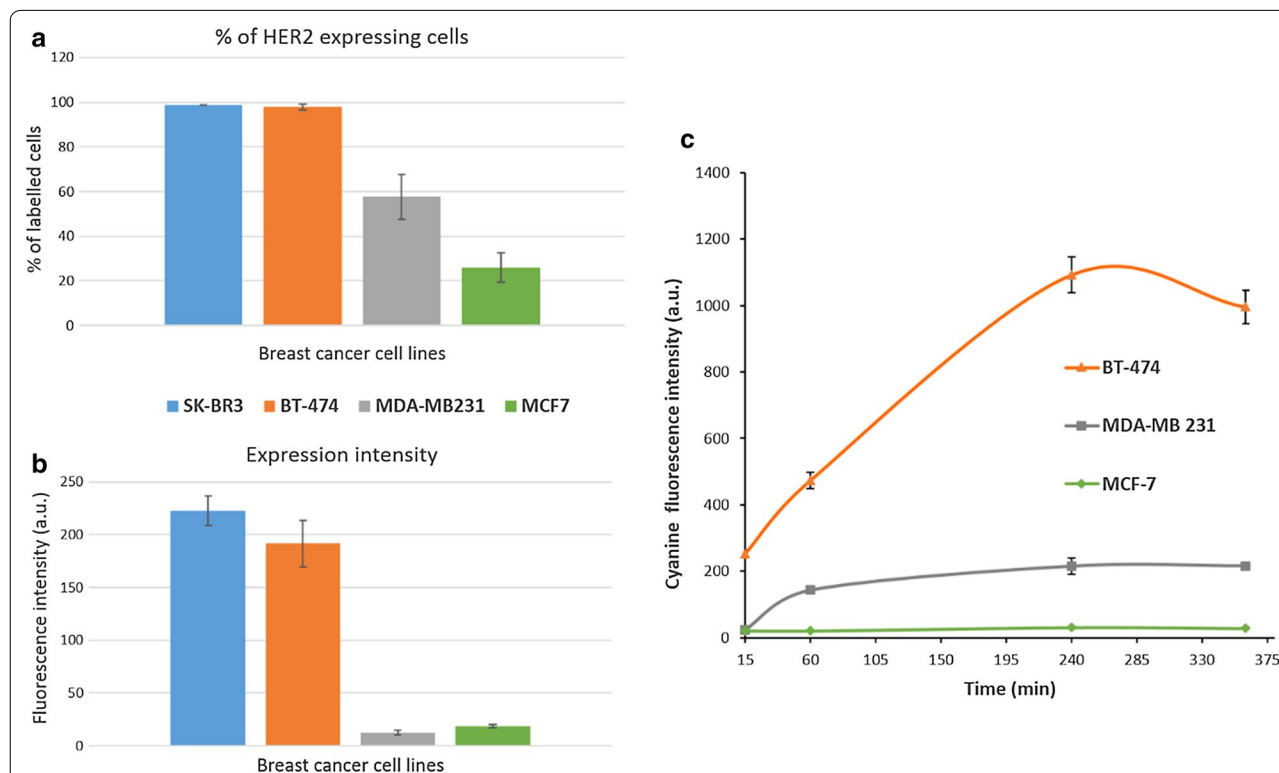 a
% of HER2 expressing cells
120
100
80
60
40
20
0
% of labelled cells
Breast cancer cell lines
SK-BR3 BT-474 MDA-MB231 MCF7
b
Expression intensity
250
200
150
100
50
0
Fluorescence intensity (a.u.)
Breast cancer cell lines
c
1400
1200
1000
800
600
400
200
0
Cyanine fluorescence intensity (a.u.)
BT-474
MDA-MB 231
MCF-7
15 60 105 150 195 240 285 330 375
Time (min)